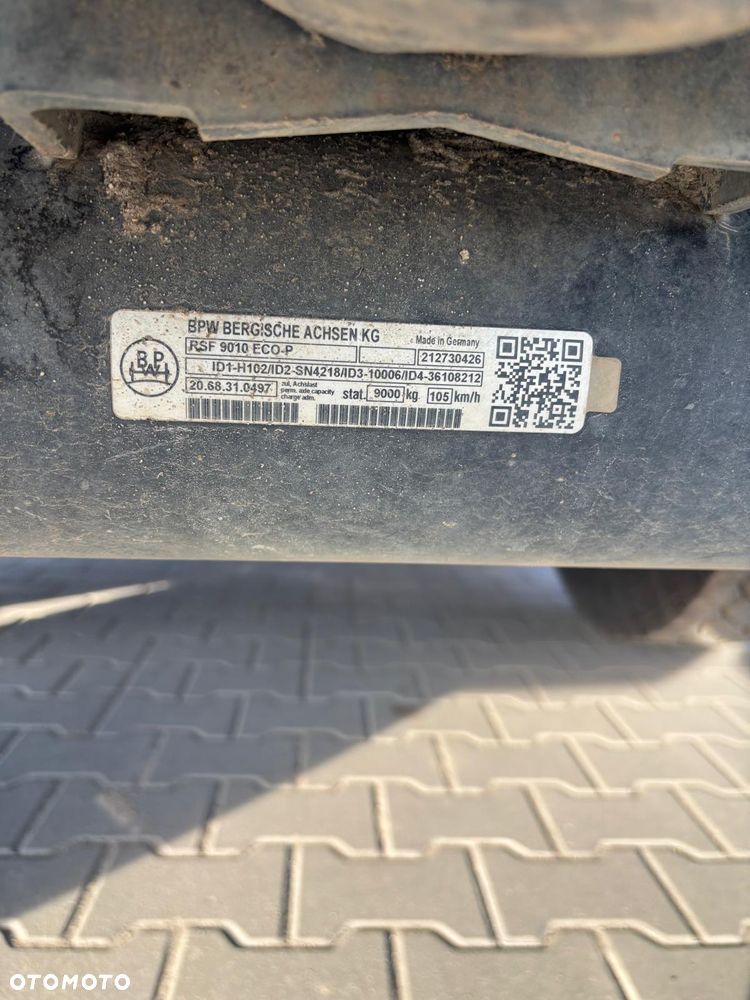 BPW BERGISCHE ACHSEN KG
Made in Germany
RSF 9010 ECO-P
212730426
BPW
ID1-H102/ID2-SN4218/ID3-10006/ID4-36108212
20.68.31.0497
zul. Achslast
perm. axle capacity
charge adm.
stat. 9000 kg 105 km/h
OTOMOTO